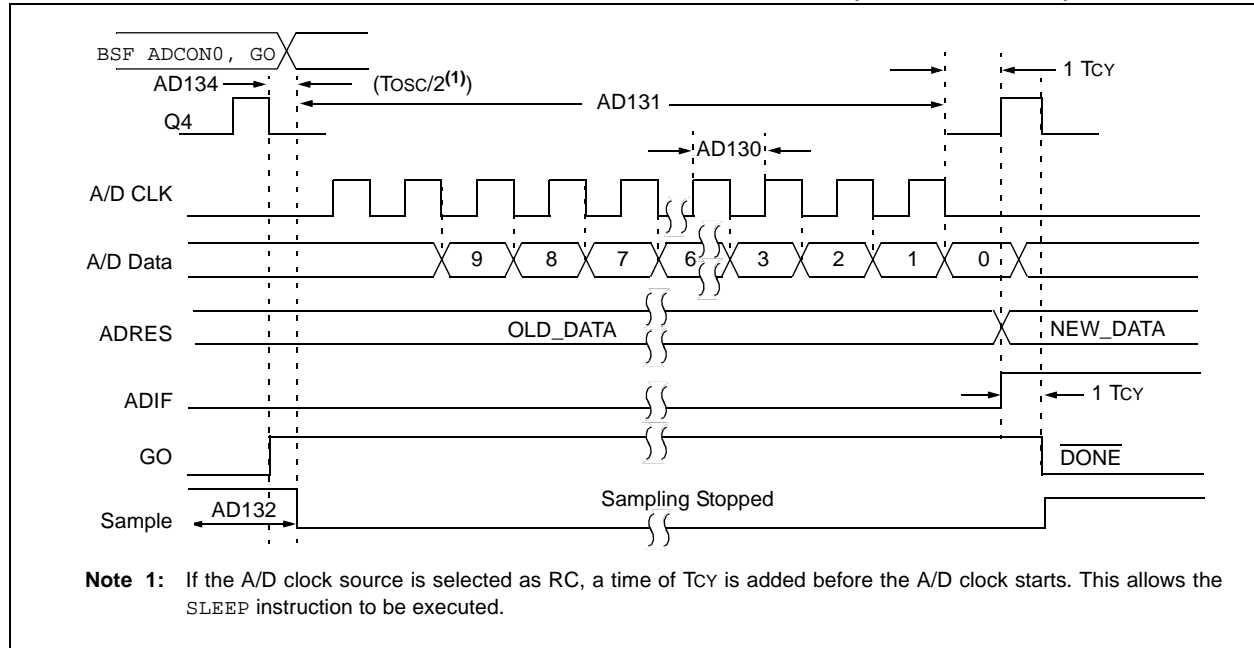 BSF ADCON0, GO
1 TCY
AD134
(TOSC/2(1))
AD131
Q4
AD130
A/D CLK
A/D Data
9 8 7 6 3 2 1 0
ADRES
OLD_DATA
NEW_DATA
ADIF
1 TCY
GO
DONE
Sample
AD132
Sampling Stopped
Note 1: If the A/D clock source is selected as RC, a time of TCY is added before the A/D clock starts. This allows the
SLEEP instruction to be executed.